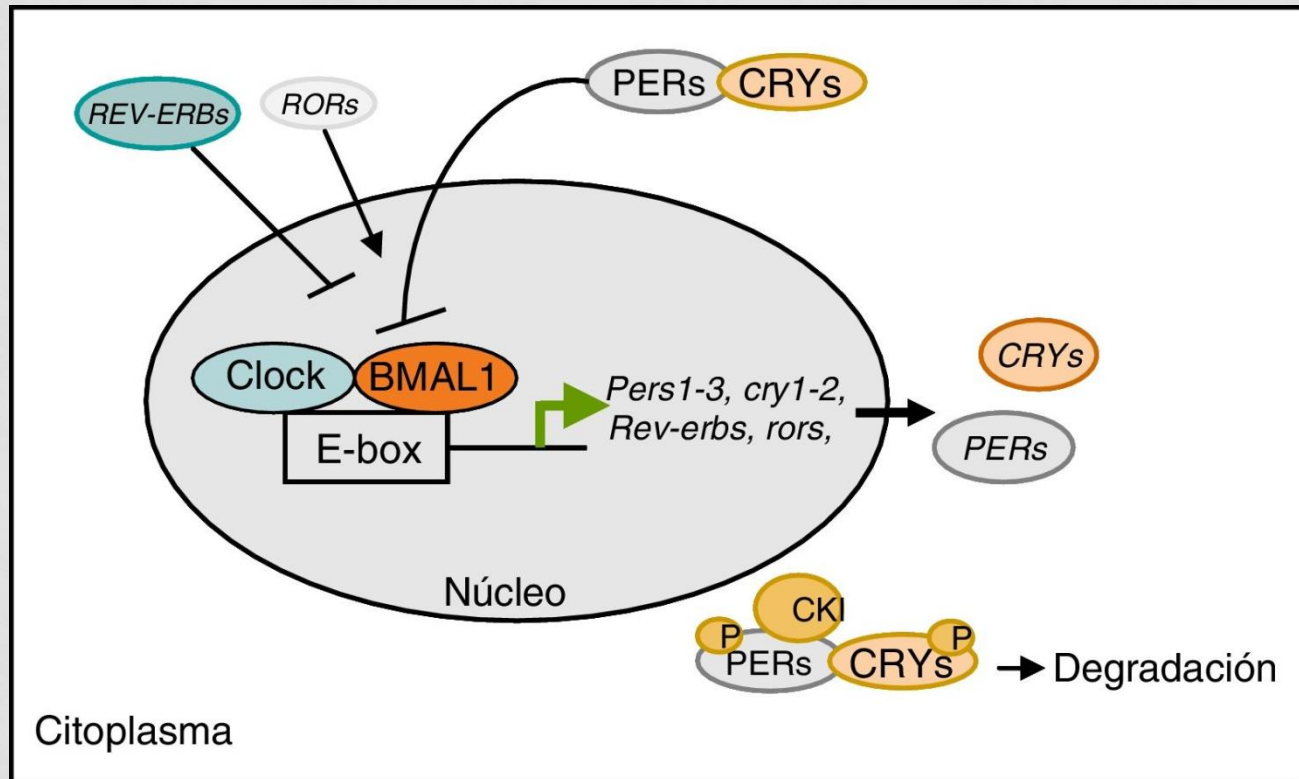 REV-ERBs
RORs
PERs
CRYs
Clock
BMAL1
E-box
Pers1-3, cry1-2,
Rev-erbs, rors,
CRYs
PERs
Núcleo
CKI
P
P
PERs
CRYs
Degradación
Citoplasma